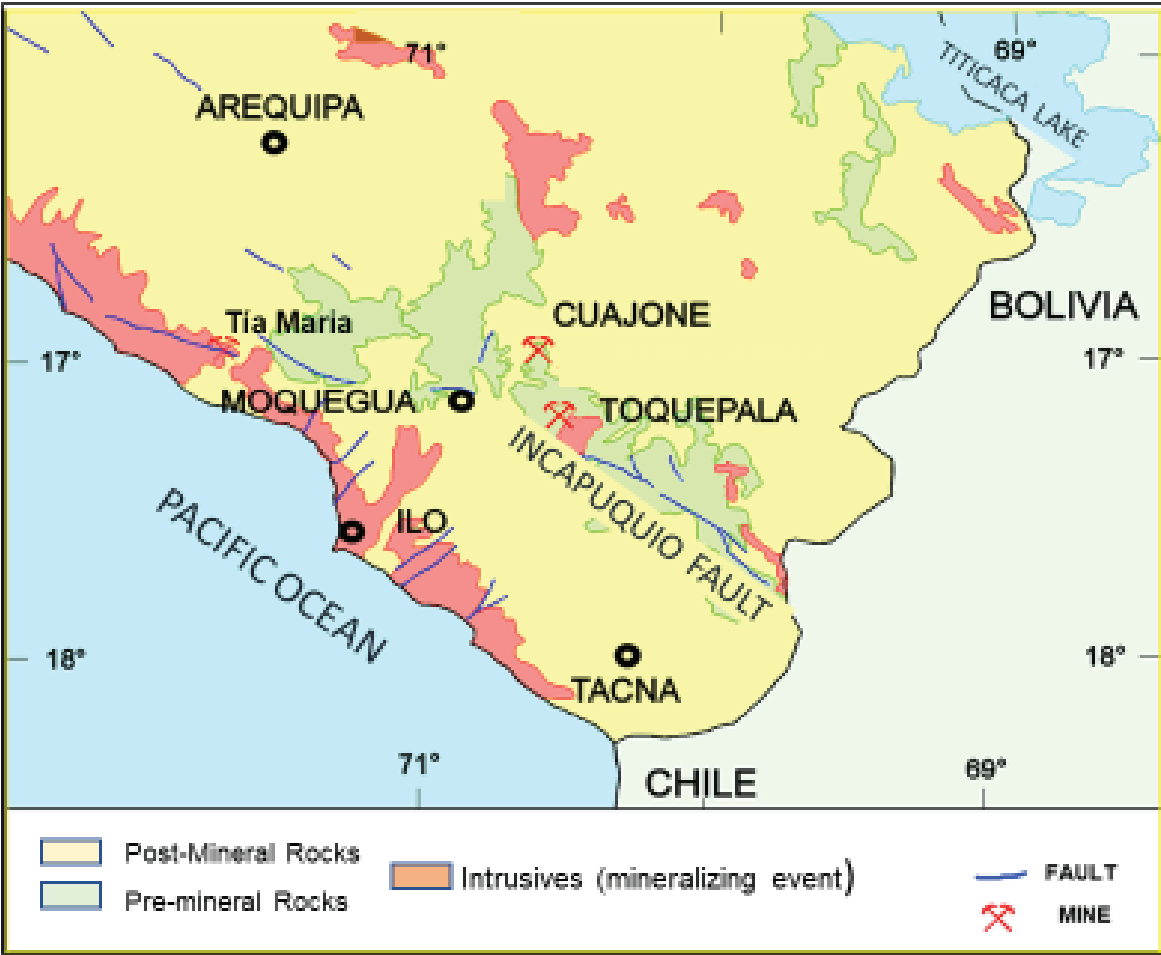 71°
69°
TITICACA LAKE
AREQUIPA
BOLIVIA
CUAJONE
Tía Maria
17°
17°
MOQUEGUA
TOQUEPALA
INCAPUQUIO FAULT
PACIFIC OCEAN
ILO
18°
18°
TACNA
71°
69°
CHILE
Post-Mineral Rocks
Pre-mineral Rocks
Intrusives (mineralizing event)
FAULT
MINE